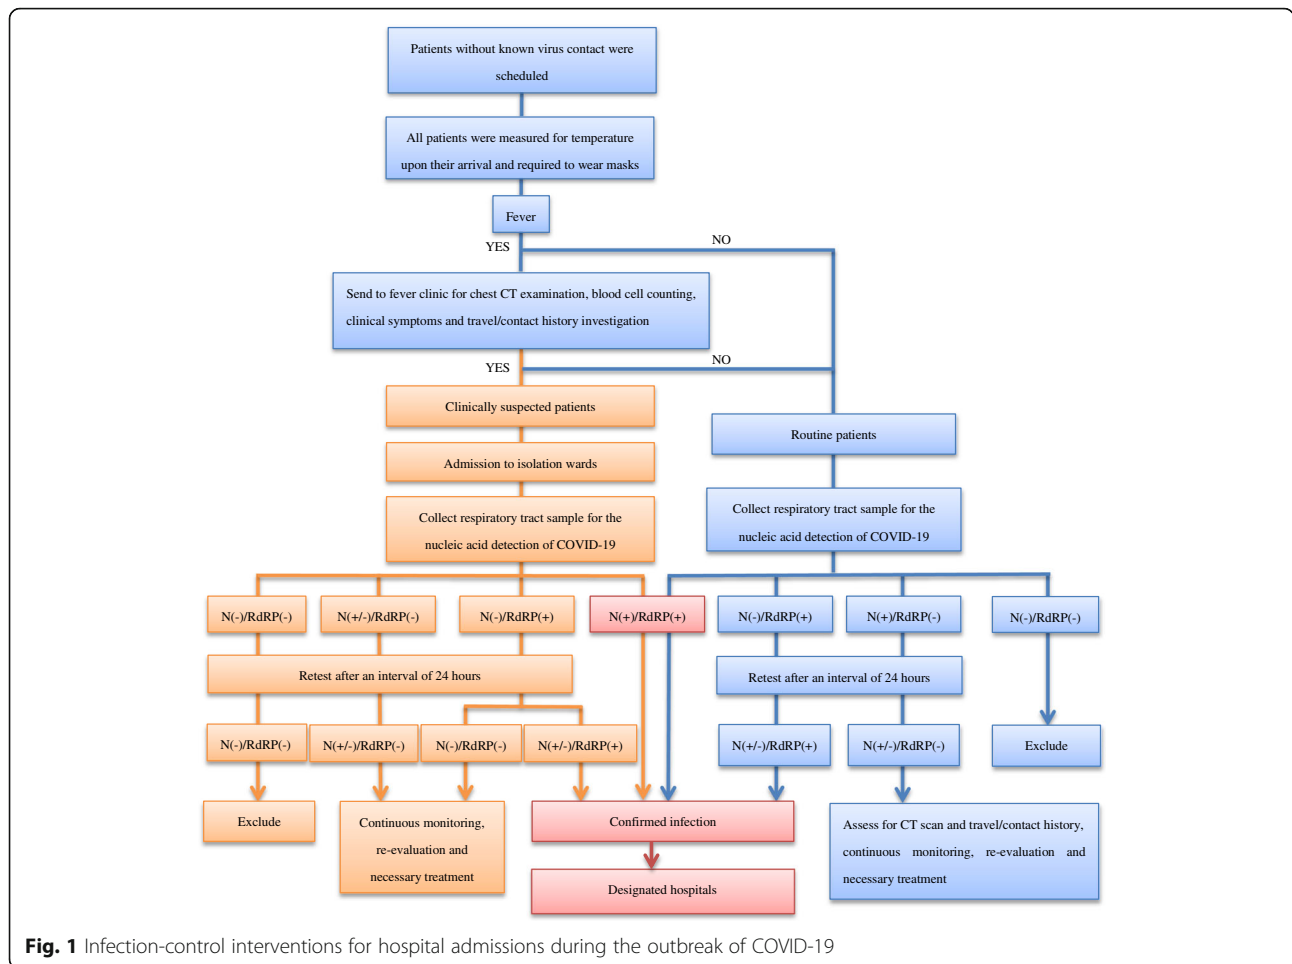 Patients without known virus contact were
scheduled
All patients were measured for temperature
upon their arrival and required to wear masks
Fever
YES
NO
Send to fever clinic for chest CT examination, blood cell counting,
clinical symptoms and travel/contact history investigation
YES
NO
Clinically suspected patients
Routine patients
Admission to isolation wards
Collect respiratory tract sample for the
nucleic acid detection of COVID-19
Collect respiratory tract sample for the
nucleic acid detection of COVID-19
N(-)/RdRP(-)
N(+/-)/RdRP(-)
N(-)/RdRP(+)
N(+)/RdRP(+)
N(-)/RdRP(+)
N(+)/RdRP(-)
N(-)/RdRP(-)
Retest after an interval of 24 hours
Retest after an interval of 24 hours
N(-)/RdRP(-)
N(+/-)/RdRP(-)
N(-)/RdRP(-)
N(+/-)/RdRP(+)
N(+/-)/RdRP(+)
N(+/-)/RdRP(-)
Exclude
Exclude
Continuous monitoring,
re-evaluation and
necessary treatment
Confirmed infection
Assess for CT scan and travel/contact history,
continuous monitoring, re-evaluation and
necessary treatment
Designated hospitals
Fig. 1 Infection-control interventions for hospital admissions during the outbreak of COVID-19